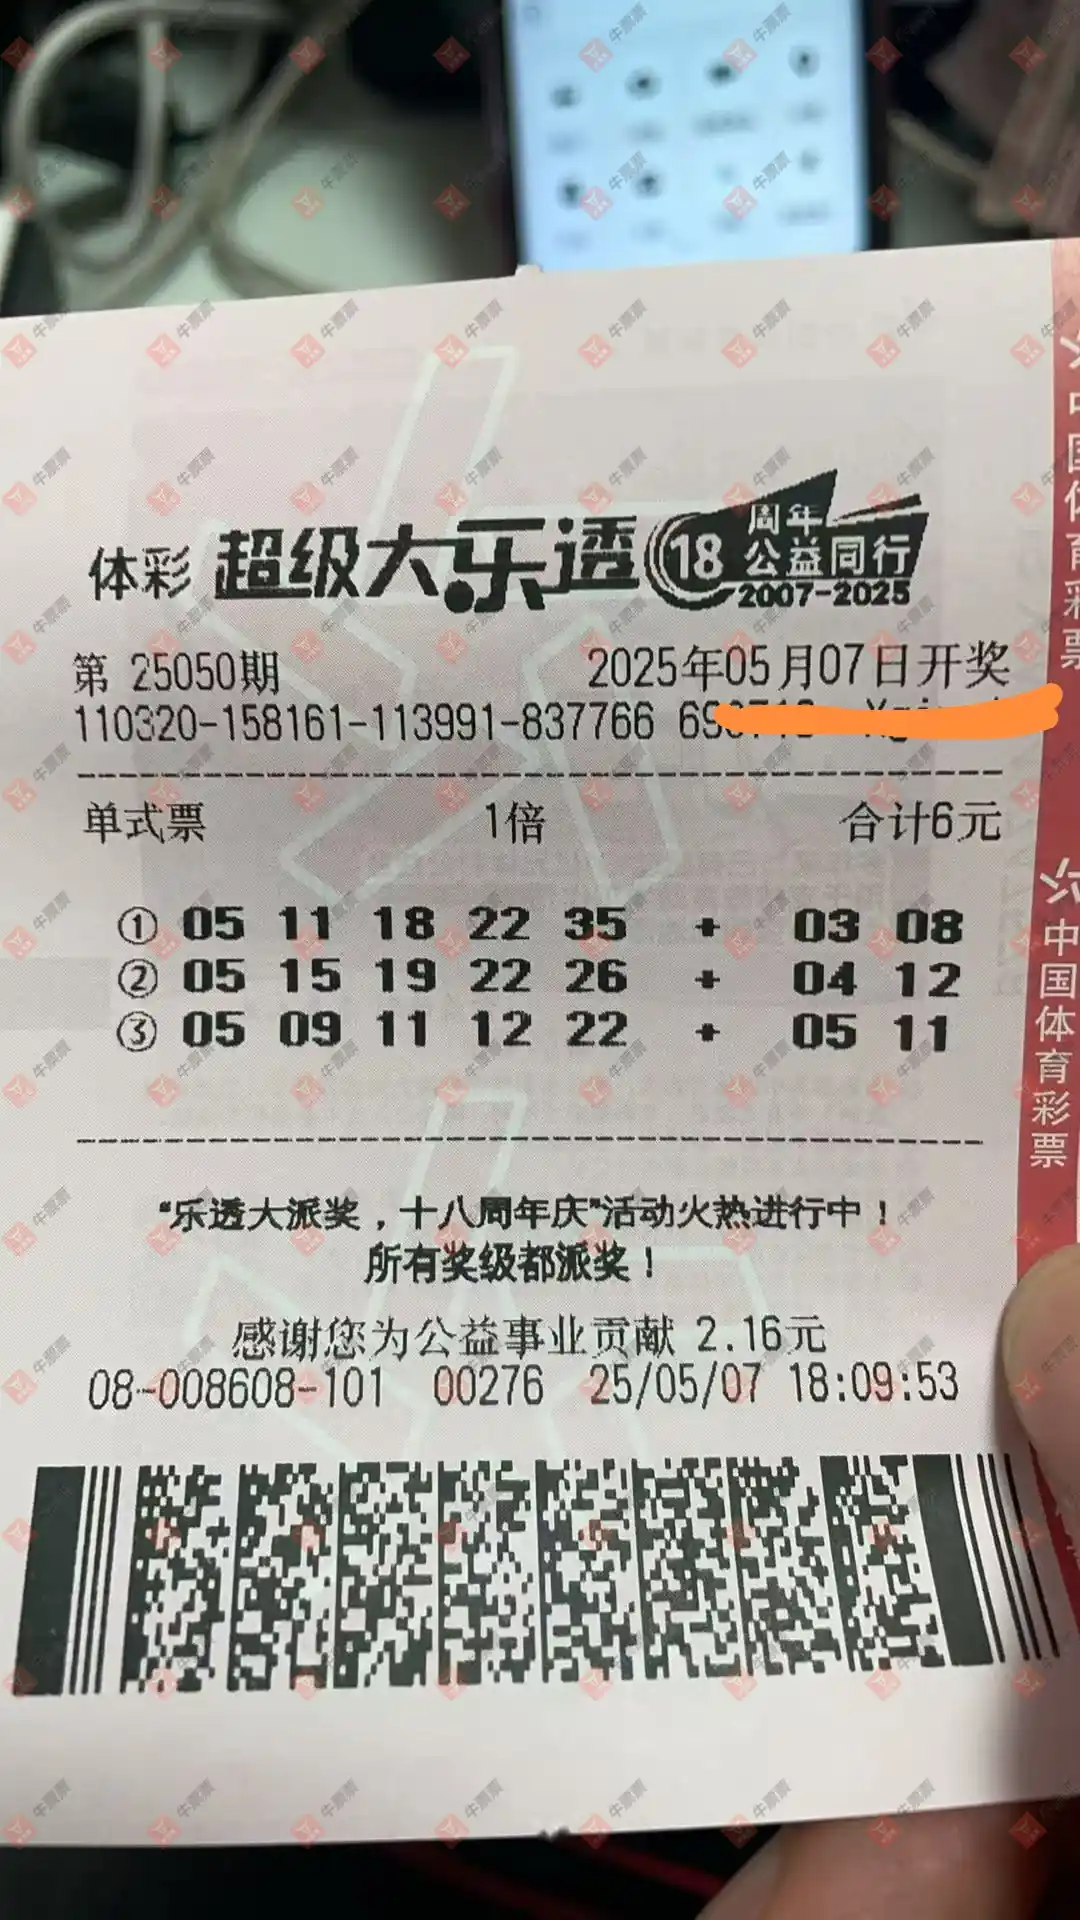 体彩 超级大乐透 18 周年 公益同行 2007-2025
第 25050期 2025年05月07日开奖
110320-158161-113991-837766
单式票 1倍 合计6元
① 05 11 18 22 35 + 03 08
② 05 15 19 22 26 + 04 12
③ 05 09 11 12 22 + 05 11
“乐透大派奖，十八周年庆”活动火热进行中！
所有奖级都派奖！
感谢您为公益事业贡献 2.16元
08-008608-101 00276 25/05/07 18:09:53
中国体育彩票
中国体育彩票
牛票票